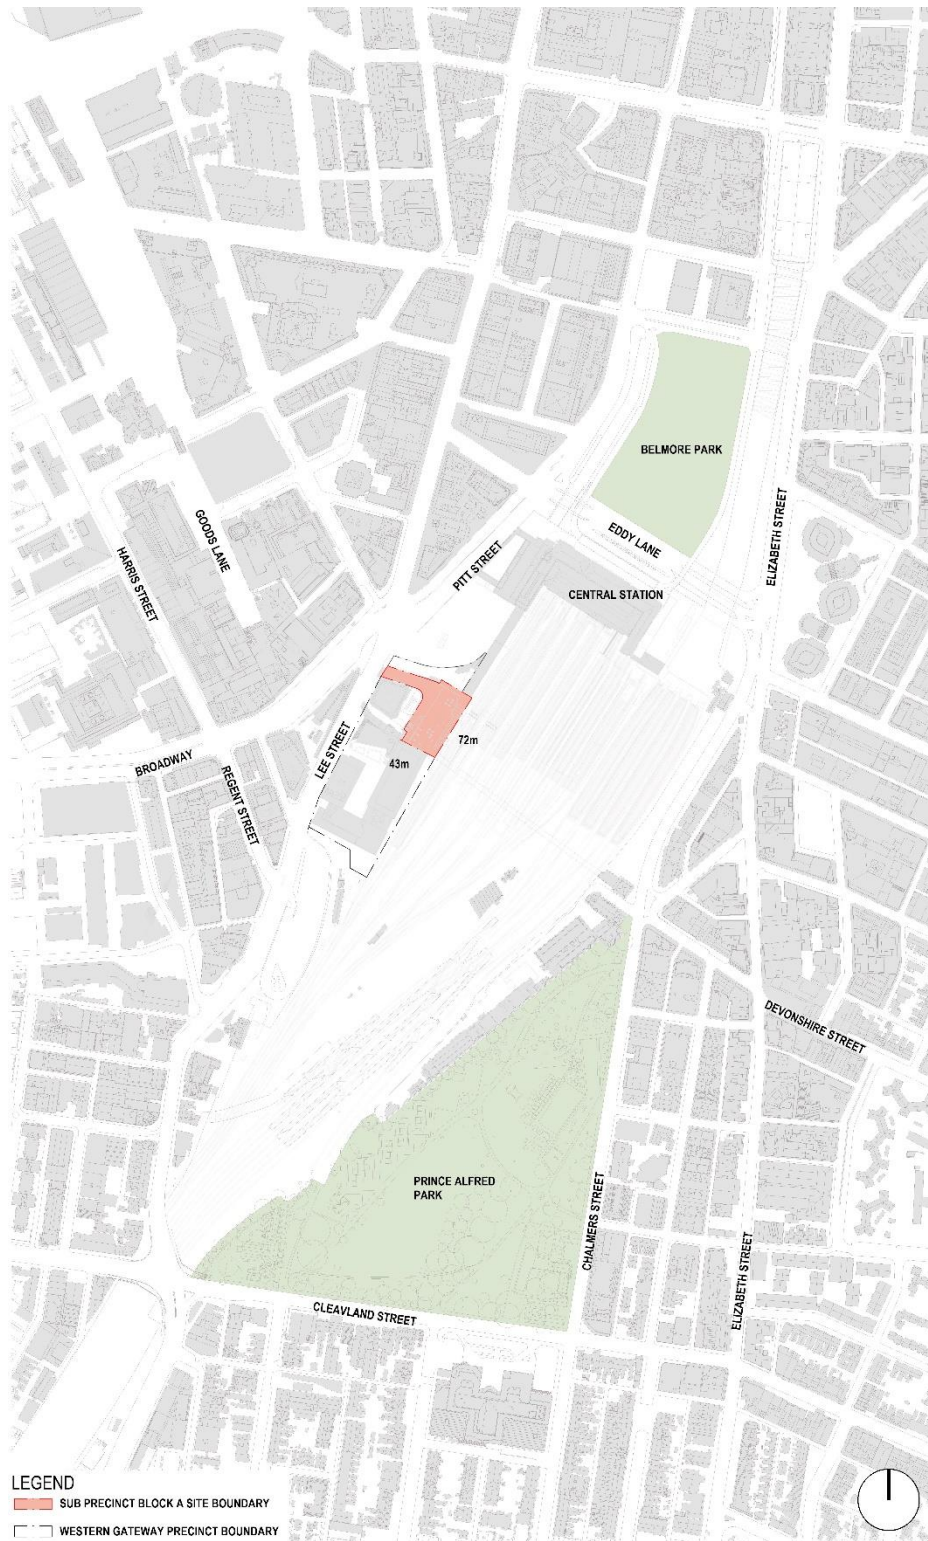 BELMORE PARK
ELIZABETH STREET
GOODS LANE
EDDY LANE
HARRIS STREET
PITT STREET
CENTRAL STATION
LEE STREET
72m
43m
BROADWAY
REGENT STREET
DEVONSHIRE STREET
PRINCE ALFRED
PARK
CHALMERS STREET
ELIZABETH STREET
CLEAVLAND STREET
LEGEND
SUB PRECINCT BLOCK A SITE BOUNDARY
WESTERN GATEWAY PRECINCT BOUNDARY